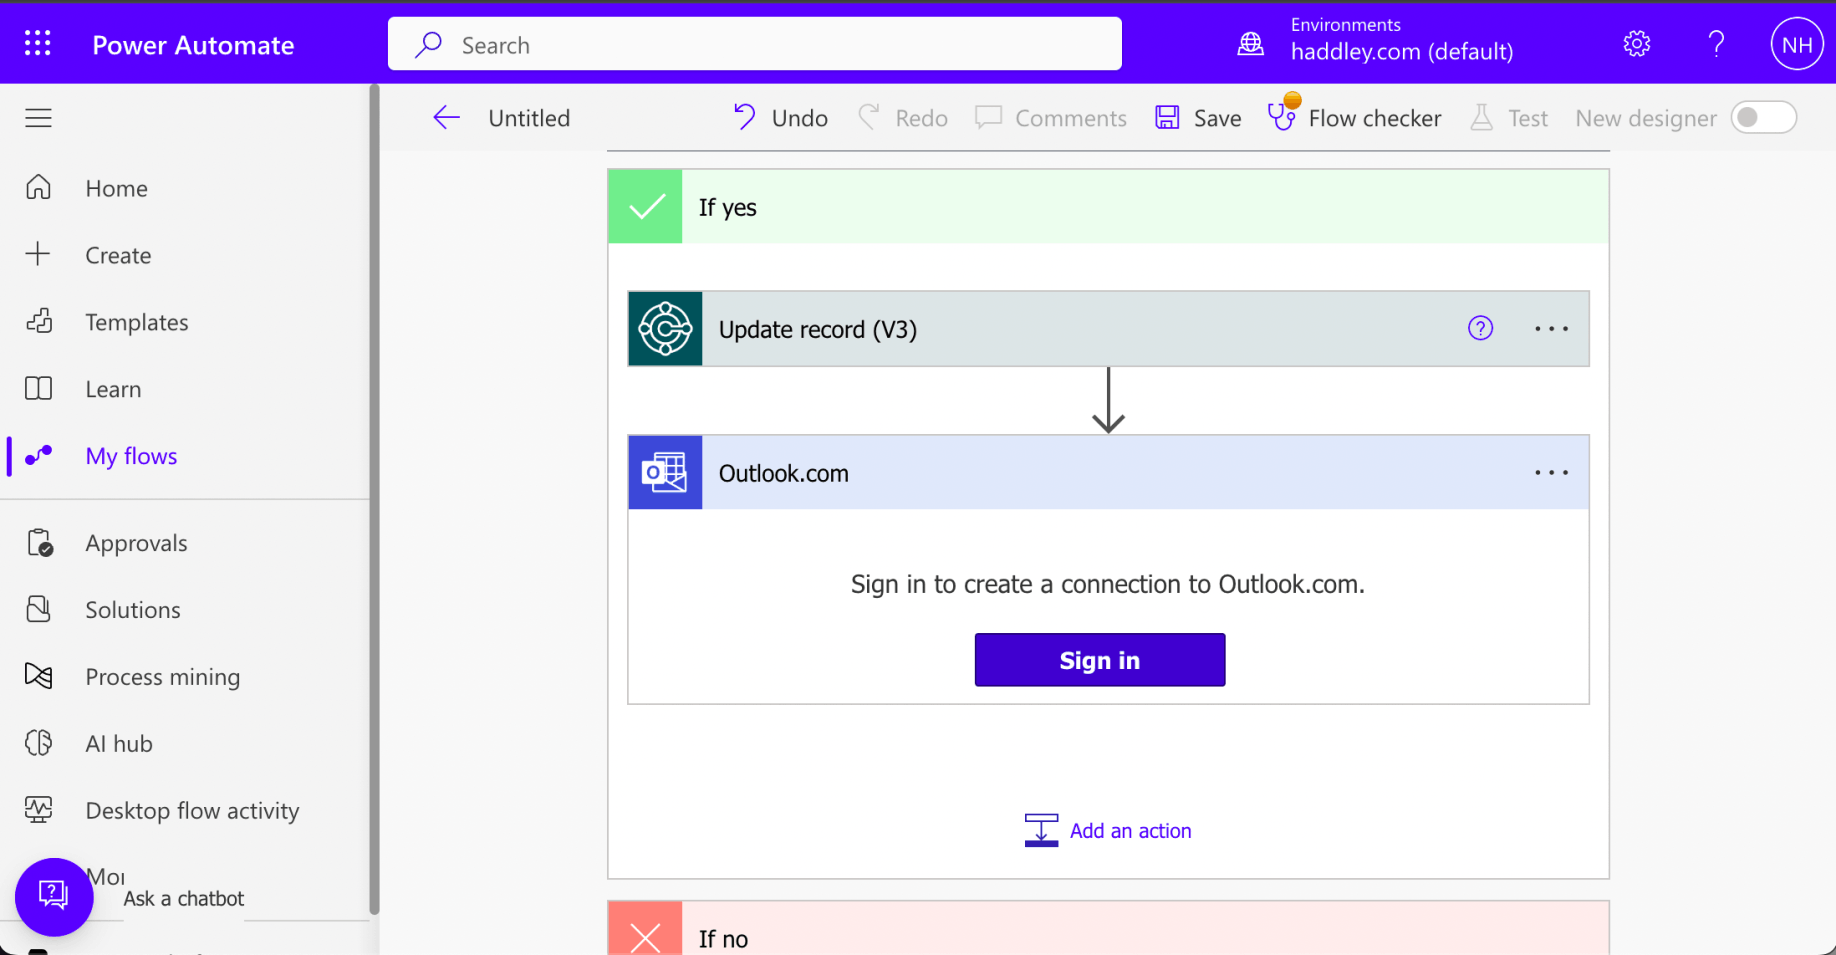 Power Automate
Search
Environments
haddley.com (default)
?
NH
Untitled
Undo
Redo
Comments
Save
Flow checker
Test
New designer
Home
Create
Templates
Learn
My flows
Approvals
Solutions
Process mining
AI hub
Desktop flow activity
Ask a chatbot
If yes
Update record (V3)
?
Outlook.com
Sign in to create a connection to Outlook.com.
Sign in
Add an action
If no